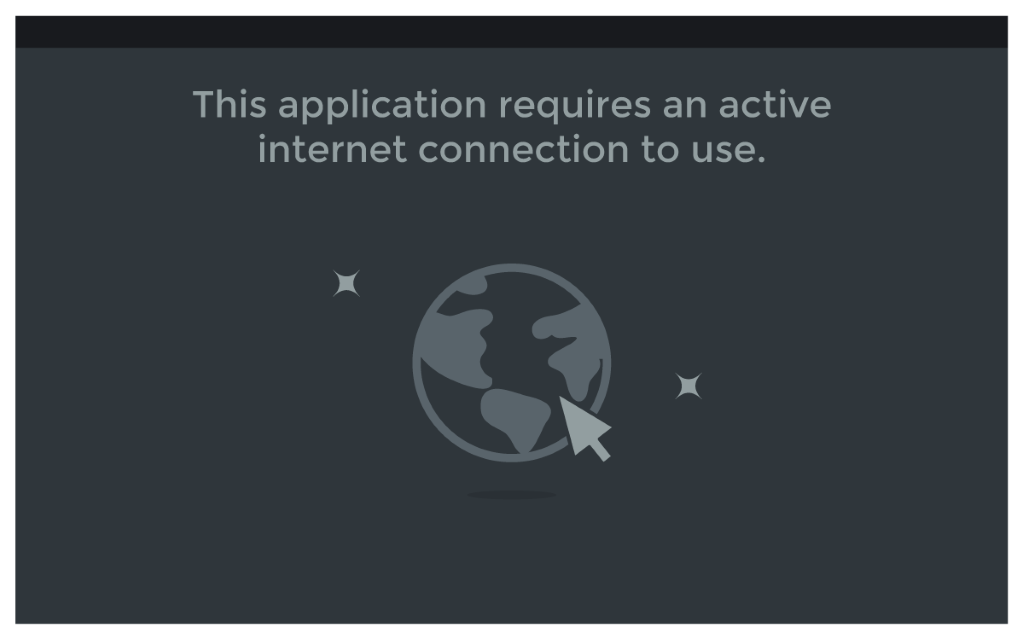 This application requires an active
internet connection to use.